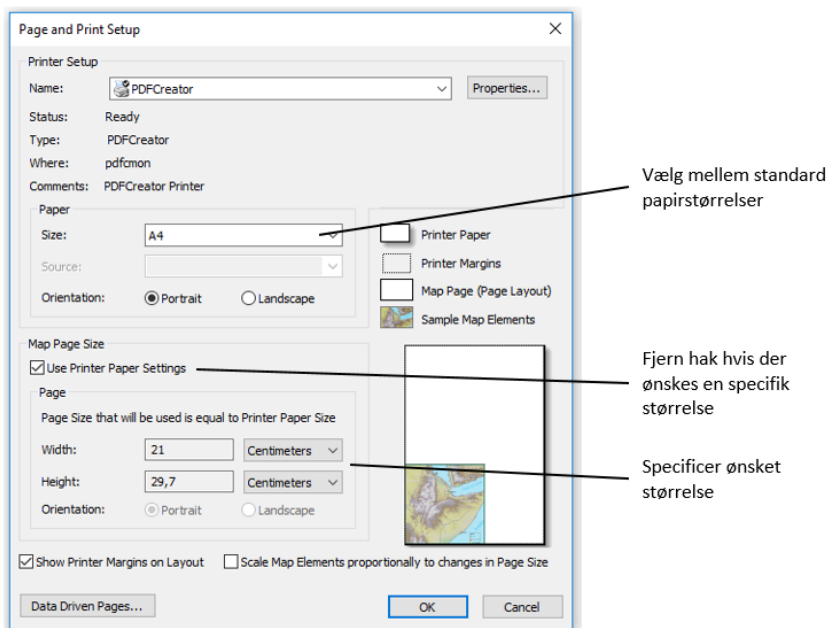 Page and Print Setup
Printer Setup
Name: PDFCreator Properties...
Status: Ready
Type: PDFCreator
Where: pdfcmon
Comments: PDFCreator Printer
Paper
Size: A4
Source:
Orientation: Portrait Landscape
Printer Paper
Printer Margins
Map Page (Page Layout)
Sample Map Elements
Map Page Size
Use Printer Paper Settings
Page
Page Size that will be used is equal to Printer Paper Size
Width: 21 Centimeters
Height: 29,7 Centimeters
Orientation: Portrait Landscape
Show Printer Margins on Layout Scale Map Elements proportionally to changes in Page Size
Data Driven Pages... OK Cancel
Vælg mellem standard
papirstørrelser
Fjern hak hvis der
ønskes en specifik
størrelse
Specificer ønsket
størrelse